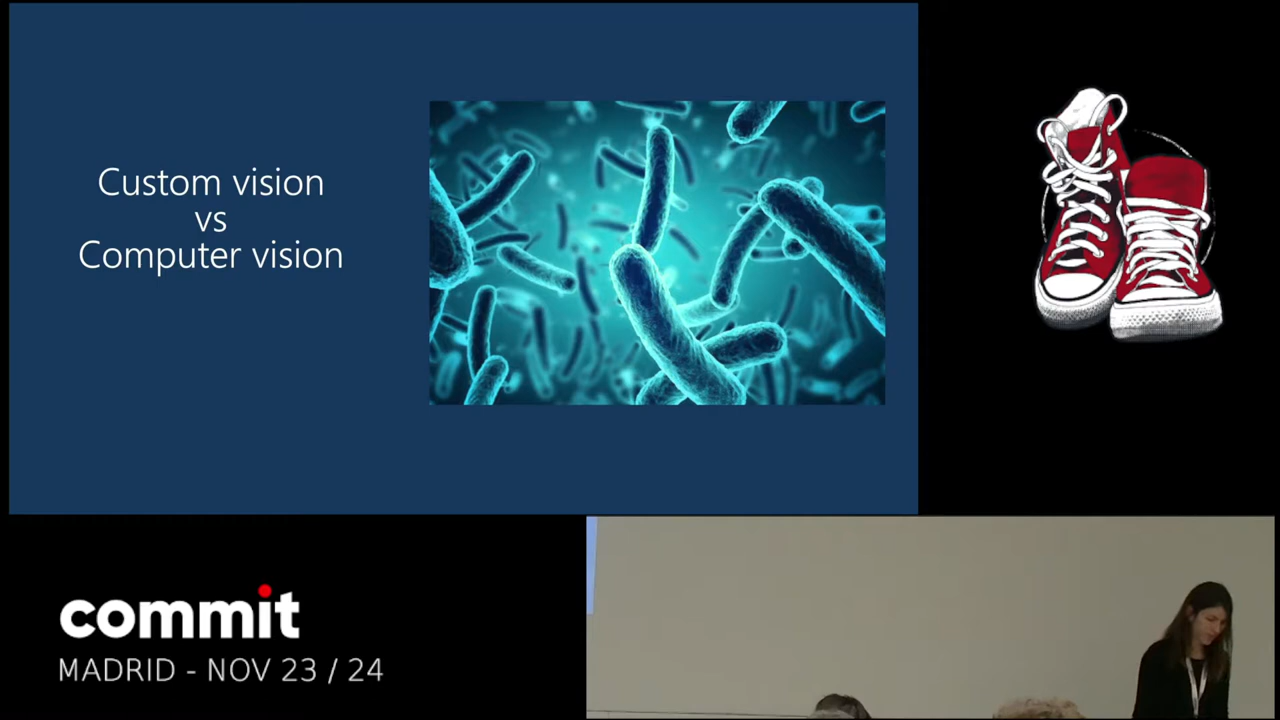 Custom vision
vs
Computer vision
commit
MADRID - NOV 23 / 24